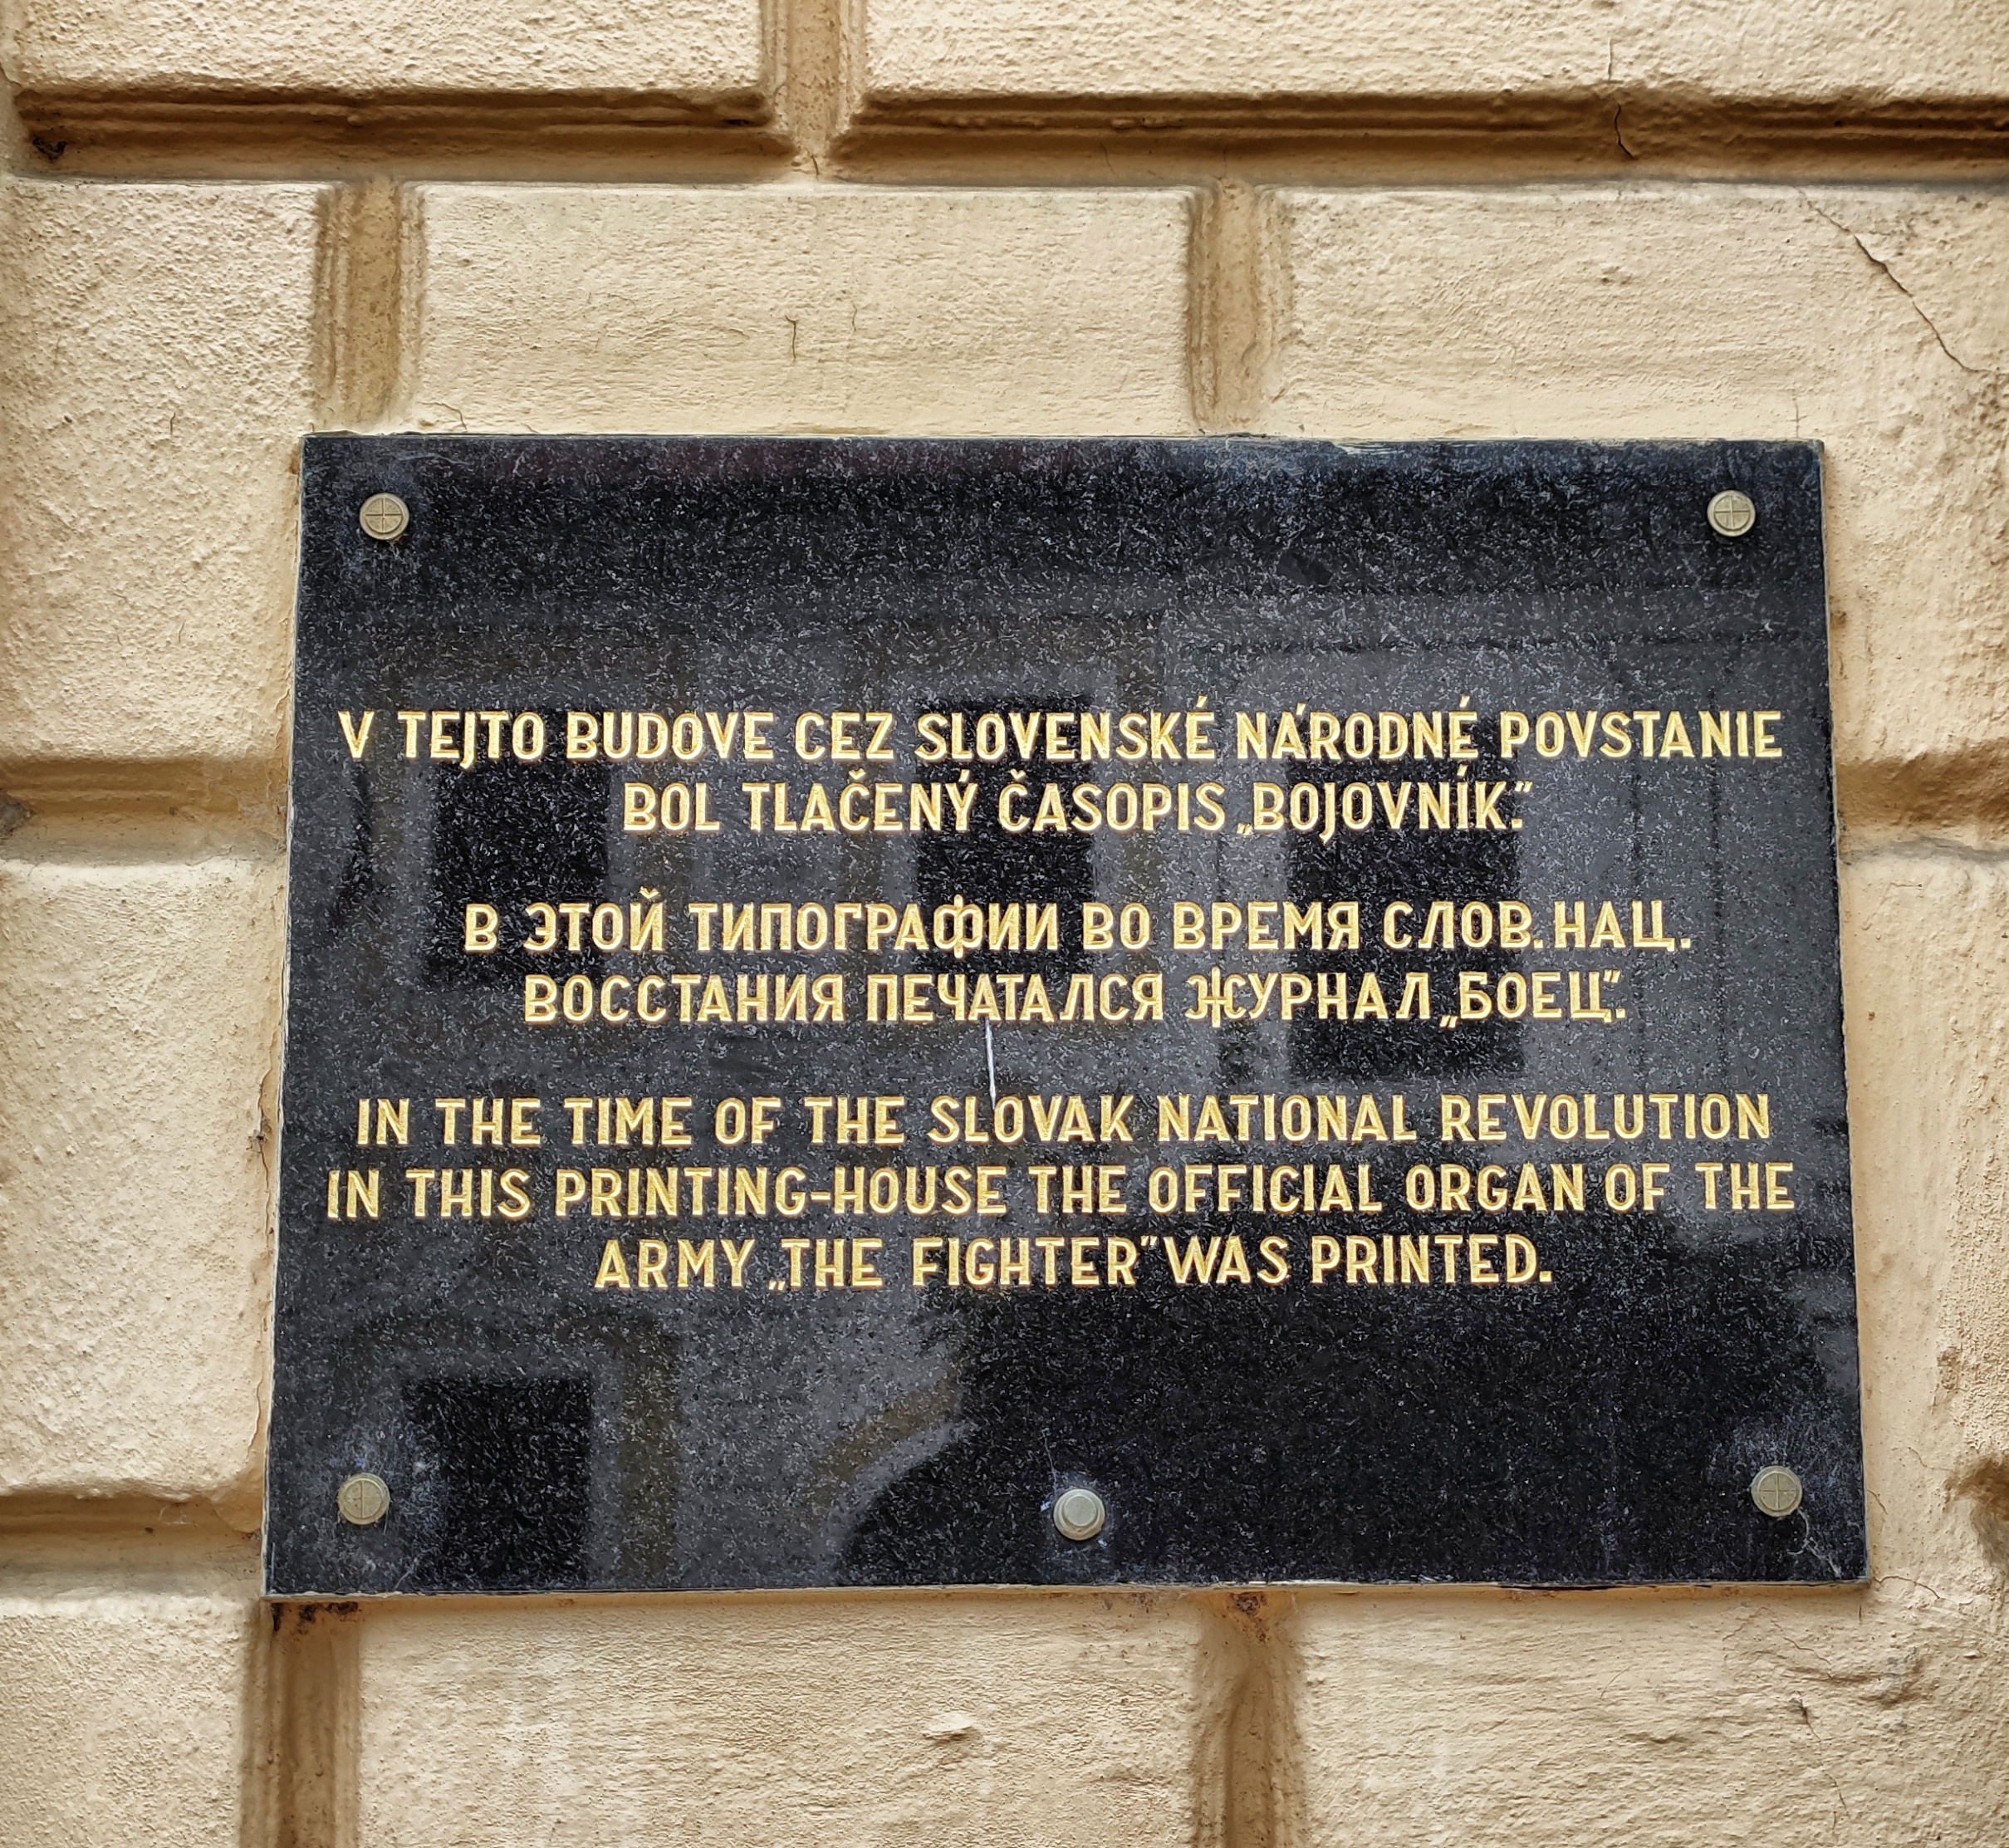 V TEJTO BUDOVE CEZ SLOVENSKÉ NÁRODNÉ POVSTANIE
BOL TLAČENÝ ČASOPIS „BOJOVNÍK.”
В ЭТОЙ ТИПОГРАФИИ ВО ВРЕМЯ СЛОВ. НАЦ.
ВОССТАНИЯ ПЕЧАТАЛСЯ ЖУРНАЛ „БОЕЦ”.
IN THE TIME OF THE SLOVAK NATIONAL REVOLUTION
IN THIS PRINTING-HOUSE THE OFFICIAL ORGAN OF THE
ARMY „THE FIGHTER” WAS PRINTED.